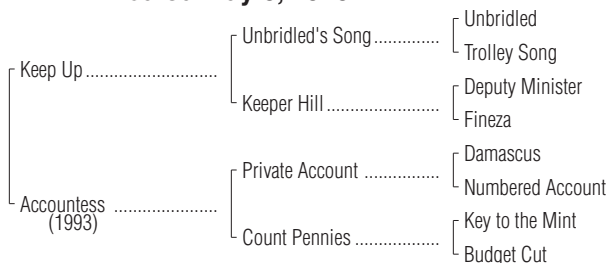 Unbridled
Unbridled's Song..............
Trolley Song
Keep Up............................
Deputy Minister
Keeper Hill........................
Fineza
Damascus
Private Account ................
Numbered Account
Accountess ......................
(1993)
Key to the Mint
Count Pennies..................
Budget Cut